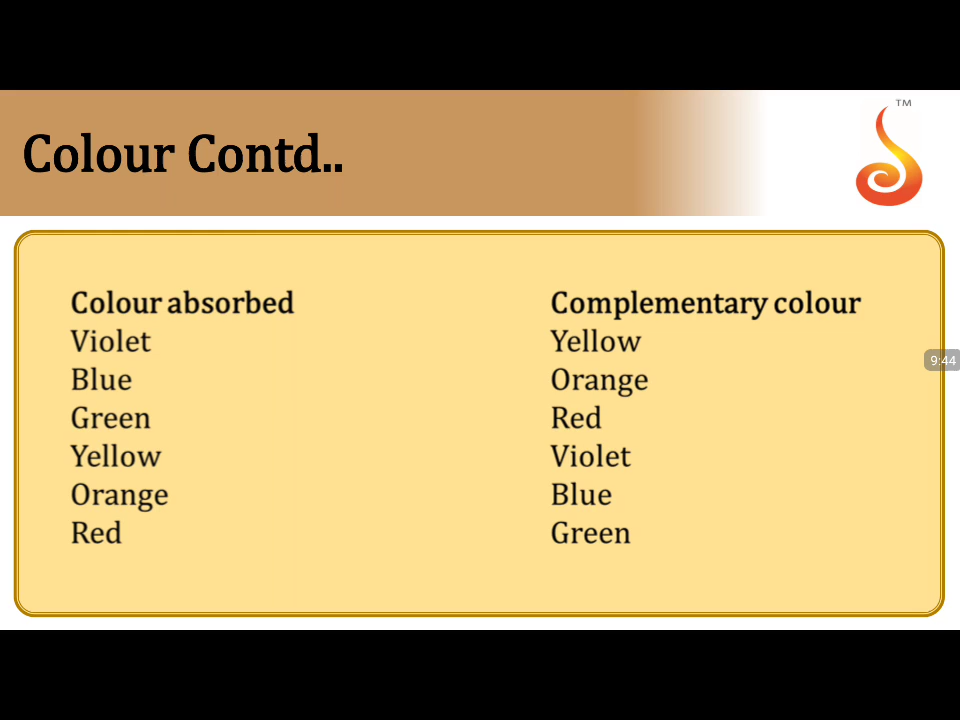 TM
Colour Contd..
Colour absorbed Complementary colour
Violet Yellow
Blue Orange
Green Red
Yellow Violet
Orange Blue
Red Green
9:44